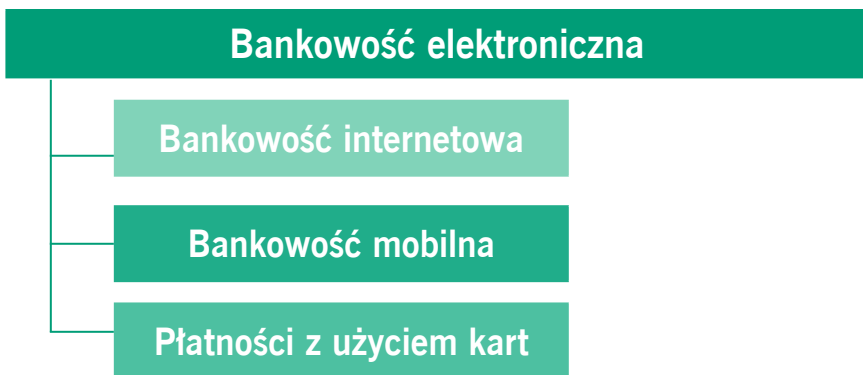 Bankowość elektroniczna
Bankowość internetowa
Bankowość mobilna
Płatności z użyciem kart